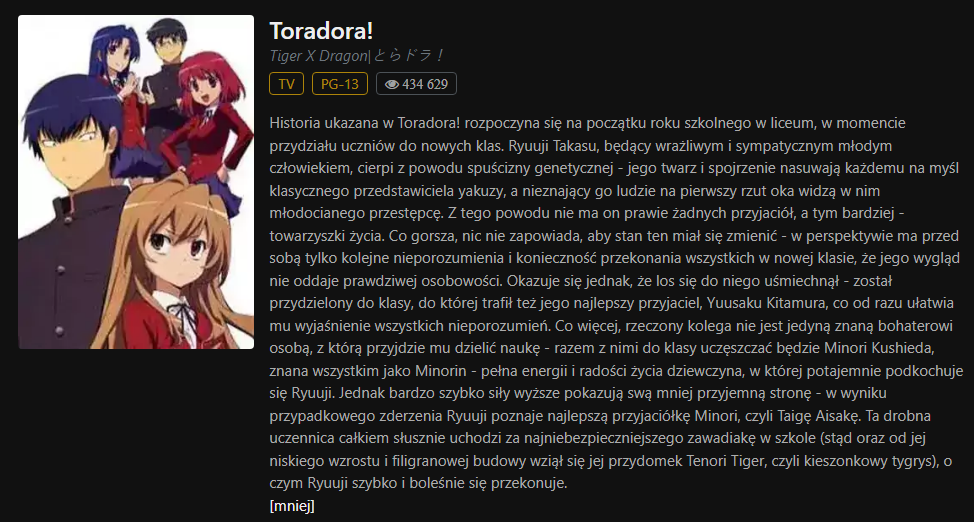 Toradora!
Tiger X Dragon|とらドラ！
TV PG-13 434 629
Historia ukazana w Toradora! rozpoczyna się na początku roku szkolnego w liceum, w momencie
przydziału uczniów do nowych klas. Ryuuji Takasu, będący wrażliwym i sympatycznym młodym
człowiekiem, cierpi z powodu spuścizny genetycznej - jego twarz i spojrzenie nasuwają każdemu na myśl
klasycznego przedstawiciela yakuzy, a nieznający go ludzie na pierwszy rzut oka widzą w nim
młodocianego przestępcę. Z tego powodu nie ma on prawie żadnych przyjaciół, a tym bardziej -
towarzyszki życia. Co gorsza, nic nie zapowiada, aby stan ten miał się zmienić - w perspektywie ma przed
sobą tylko kolejne nieporozumienia i konieczność przekonania wszystkich w nowej klasie, że jego wygląd
nie oddaje prawdziwej osobowości. Okazuje się jednak, że los się do niego uśmiechnął - został
przydzielony do klasy, do której trafił też jego najlepszy przyjaciel, Yuusaku Kitamura, co od razu ułatwia
mu wyjaśnienie wszystkich nieporozumień. Co więcej, rzeczony kolega nie jest jedyną znaną bohaterowi
osobą, z którą przyjdzie mu dzielić naukę - razem z nimi do klasy uczęszczać będzie Minori Kushieda,
znana wszystkim jako Minorin - pełna energii i radości życia dziewczyna, w której potajemnie podkochuje
się Ryuuji. Jednak bardzo szybko siły wyższe pokazują swą mniej przyjemną stronę - w wyniku
przypadkowego zderzenia Ryuuji poznaje najlepszą przyjaciółkę Minori, czyli Taigę Aisakę. Ta drobna
uczennica całkiem słusznie uchodzi za najniebezpieczniejszego zawadiakę w szkole (stąd oraz od jej
niskiego wzrostu i filigranowej budowy wziął się jej przydomek Tenori Tiger, czyli kieszonkowy tygrys), o
czym Ryuuji szybko i boleśnie się przekonuje.
[mniej]